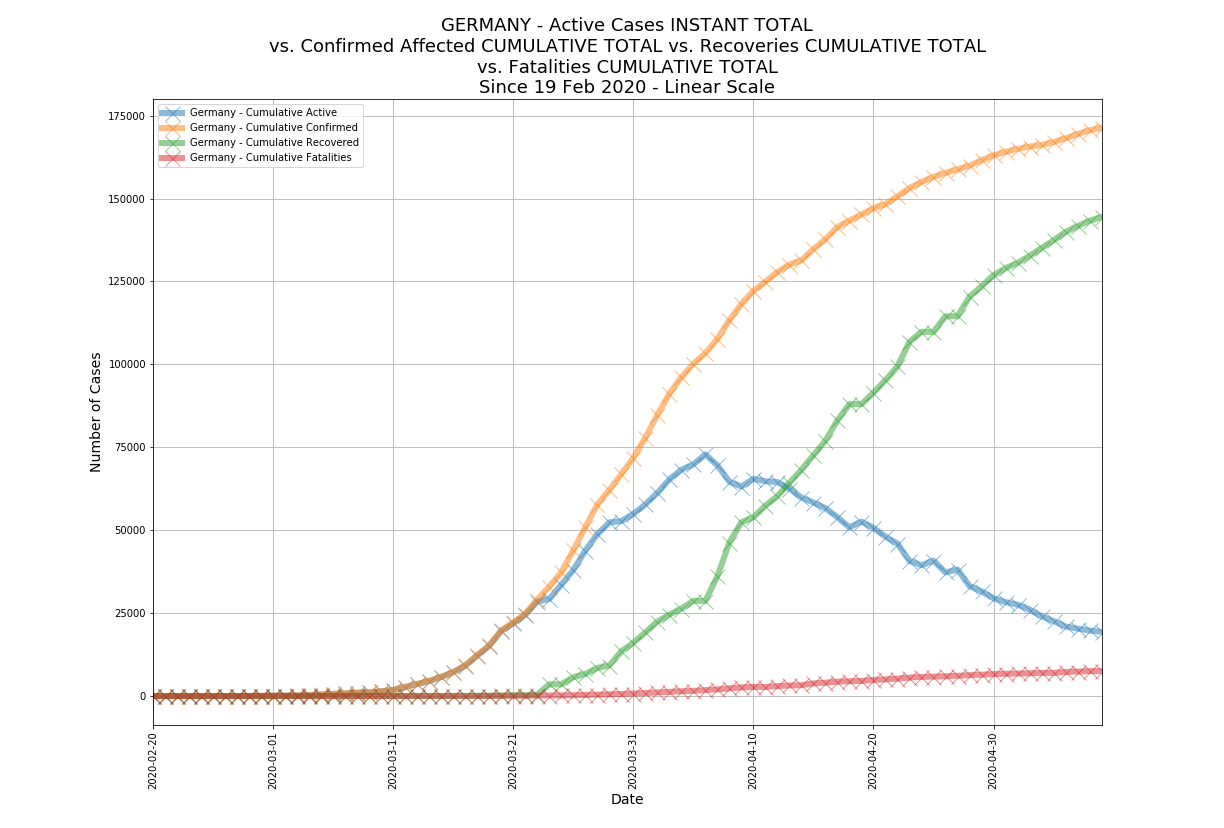 GERMANY - Active Cases INSTANT TOTAL
vs. Confirmed Affected CUMULATIVE TOTAL vs. Recoveries CUMULATIVE TOTAL
vs. Fatalities CUMULATIVE TOTAL
Since 19 Feb 2020 - Linear Scale
Germany - Cumulative Active
Germany - Cumulative Confirmed
Germany - Cumulative Recovered
Germany - Cumulative Fatalities
Number of Cases
175000
150000
125000
100000
75000
50000
25000
0
2020-02-20
2020-03-01
2020-03-11
2020-03-21
2020-03-31
2020-04-10
2020-04-20
2020-04-30
Date